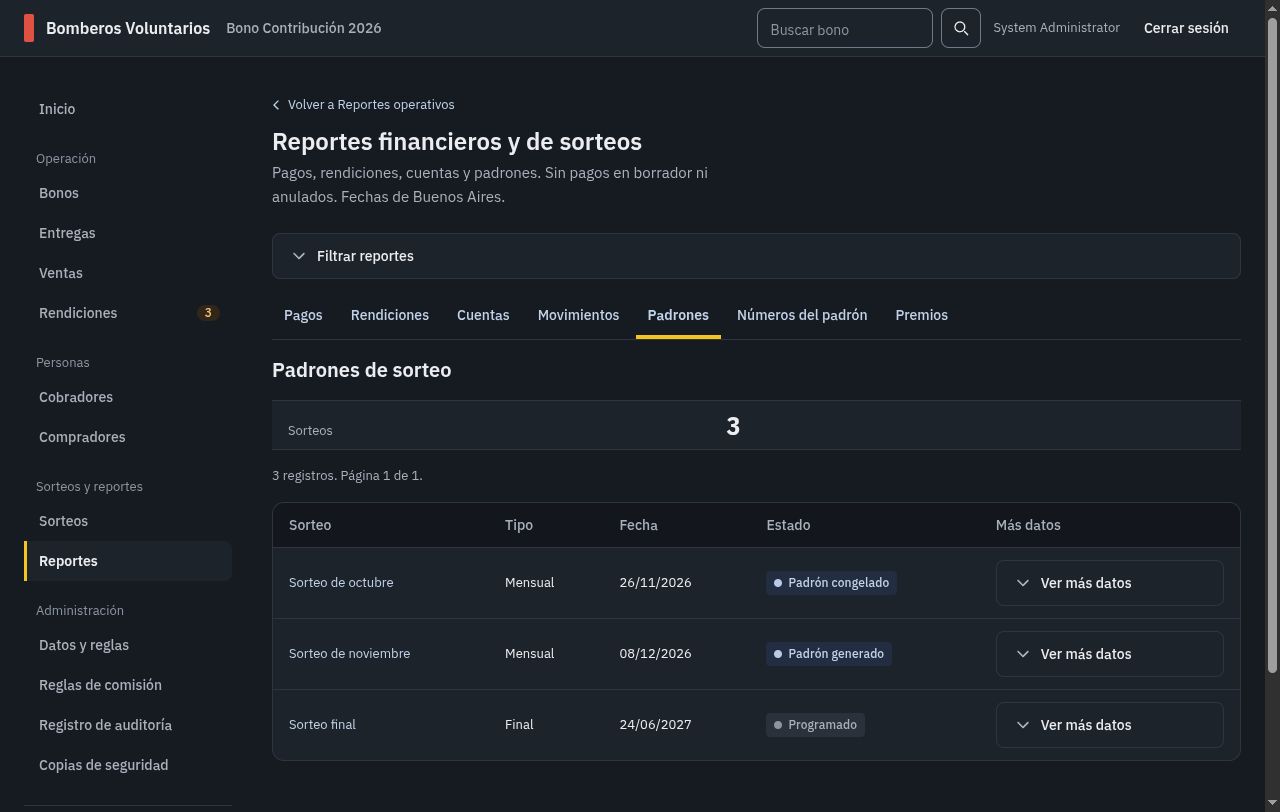 Bomberos Voluntarios
Bono Contribución 2026
Buscar bono
System Administrator
Cerrar sesión
Inicio
Operación
Bonos
Entregas
Ventas
Rendiciones 3
Personas
Cobradores
Compradores
Sorteos y reportes
Sorteos
Reportes
Administración
Datos y reglas
Reglas de comisión
Registro de auditoría
Copias de seguridad
Volver a Reportes operativos
Reportes financieros y de sorteos
Pagos, rendiciones, cuentas y padrones. Sin pagos en borrador ni
anulados. Fechas de Buenos Aires.
Filtrar reportes
Pagos Rendiciones Cuentas Movimientos Padrones Números del padrón Premios
Padrones de sorteo
Sorteos 3
3 registros. Página 1 de 1.
Sorteo Tipo Fecha Estado Más datos
Sorteo de octubre Mensual 26/11/2026 Padrón congelado Ver más datos
Sorteo de noviembre Mensual 08/12/2026 Padrón generado Ver más datos
Sorteo final Final 24/06/2027 Programado Ver más datos